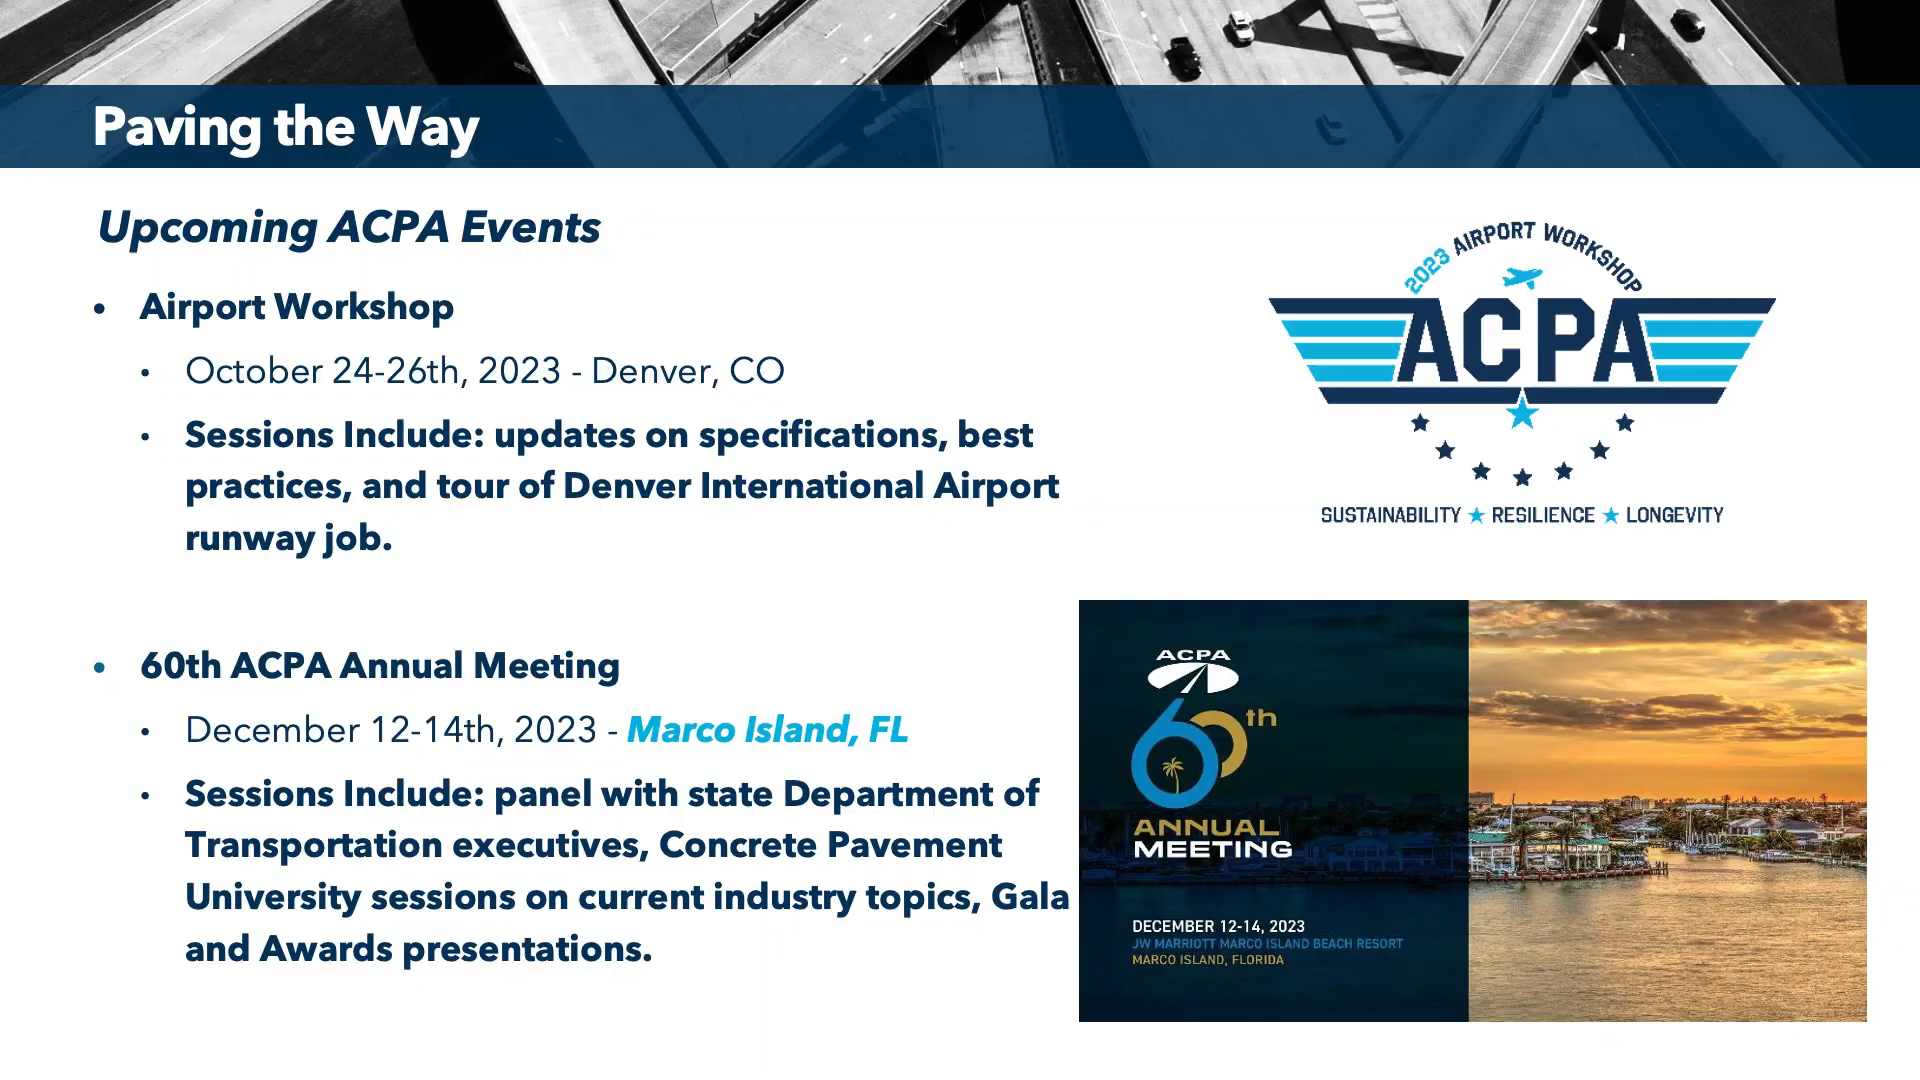 Paving the Way
Upcoming ACPA Events
• Airport Workshop
• October 24-26th, 2023 - Denver, CO
• Sessions Include: updates on specifications, best
practices, and tour of Denver International Airport
runway job.
• 60th ACPA Annual Meeting
• December 12-14th, 2023 - Marco Island, FL
• Sessions Include: panel with state Department of
Transportation executives, Concrete Pavement
University sessions on current industry topics, Gala
and Awards presentations.
2023 AIRPORT WORKSHOP
ACPA
SUSTAINABILITY ★ RESILIENCE ★ LONGEVITY
ACPA
60th
ANNUAL
MEETING
DECEMBER 12-14, 2023
JW MARRIOTT MARCO ISLAND BEACH RESORT
MARCO ISLAND, FLORIDA